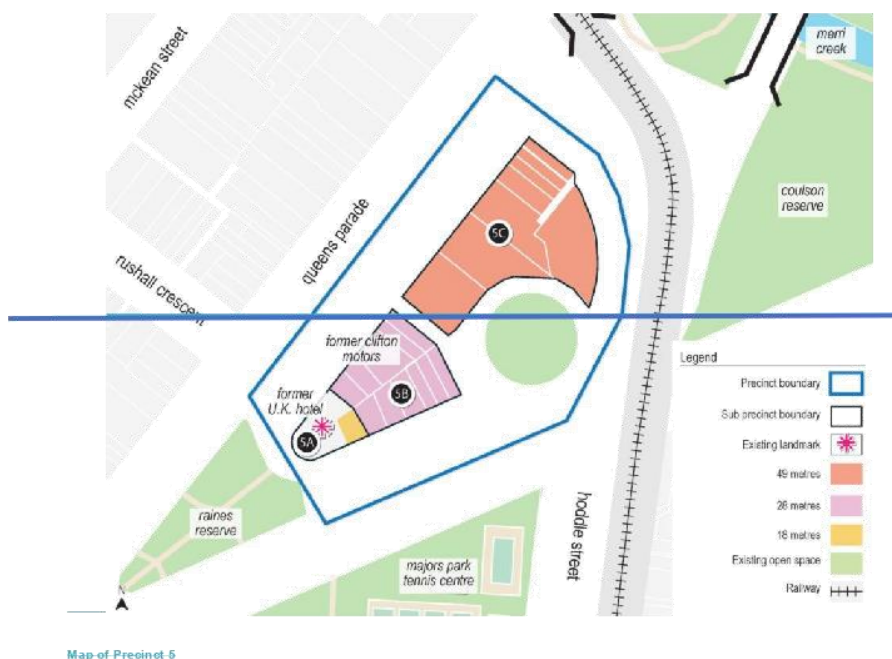 mckean street
merri
creek
coulson
reserve
queens parade
5C
rushall crescent
former clifton
motors
5B
former
U.K. hotel
5A
raines
reserve
hoddle street
majors park
tennis centre
N
Legend
Precinct boundary
Sub precinct boundary
Existing landmark
49 metres
28 metres
18 metres
Existing open space
Railway
Map of Precinct 5